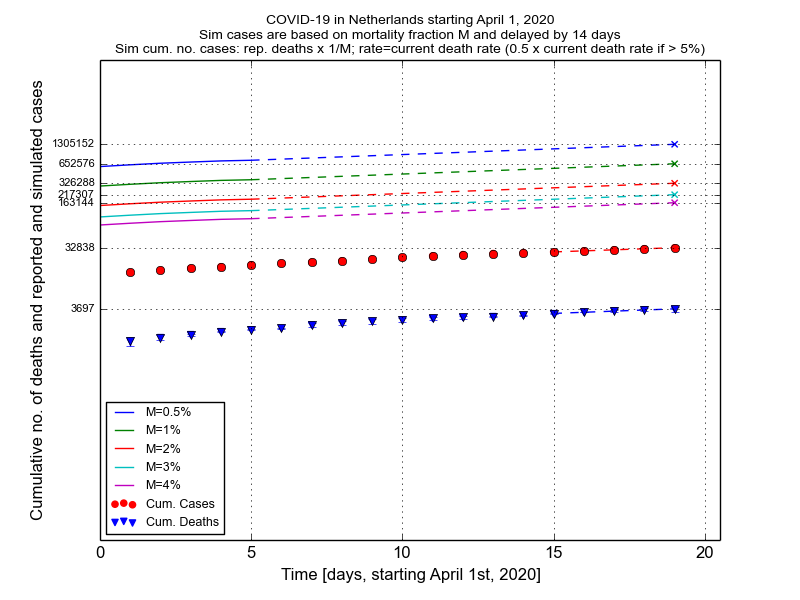 COVID-19 in Netherlands starting April 1, 2020
Sim cases are based on mortality fraction M and delayed by 14 days
Sim cum. no. cases: rep. deaths x 1/M; rate=current death rate (0.5 x current death rate if > 5%)
Cumulative no. of deaths and reported and simulated cases
1305152
652576
326288
217307
163144
32838
3697
M=0.5%
M=1%
M=2%
M=3%
M=4%
Cum. Cases
Cum. Deaths
0 5 10 15 20
Time [days, starting April 1st, 2020]